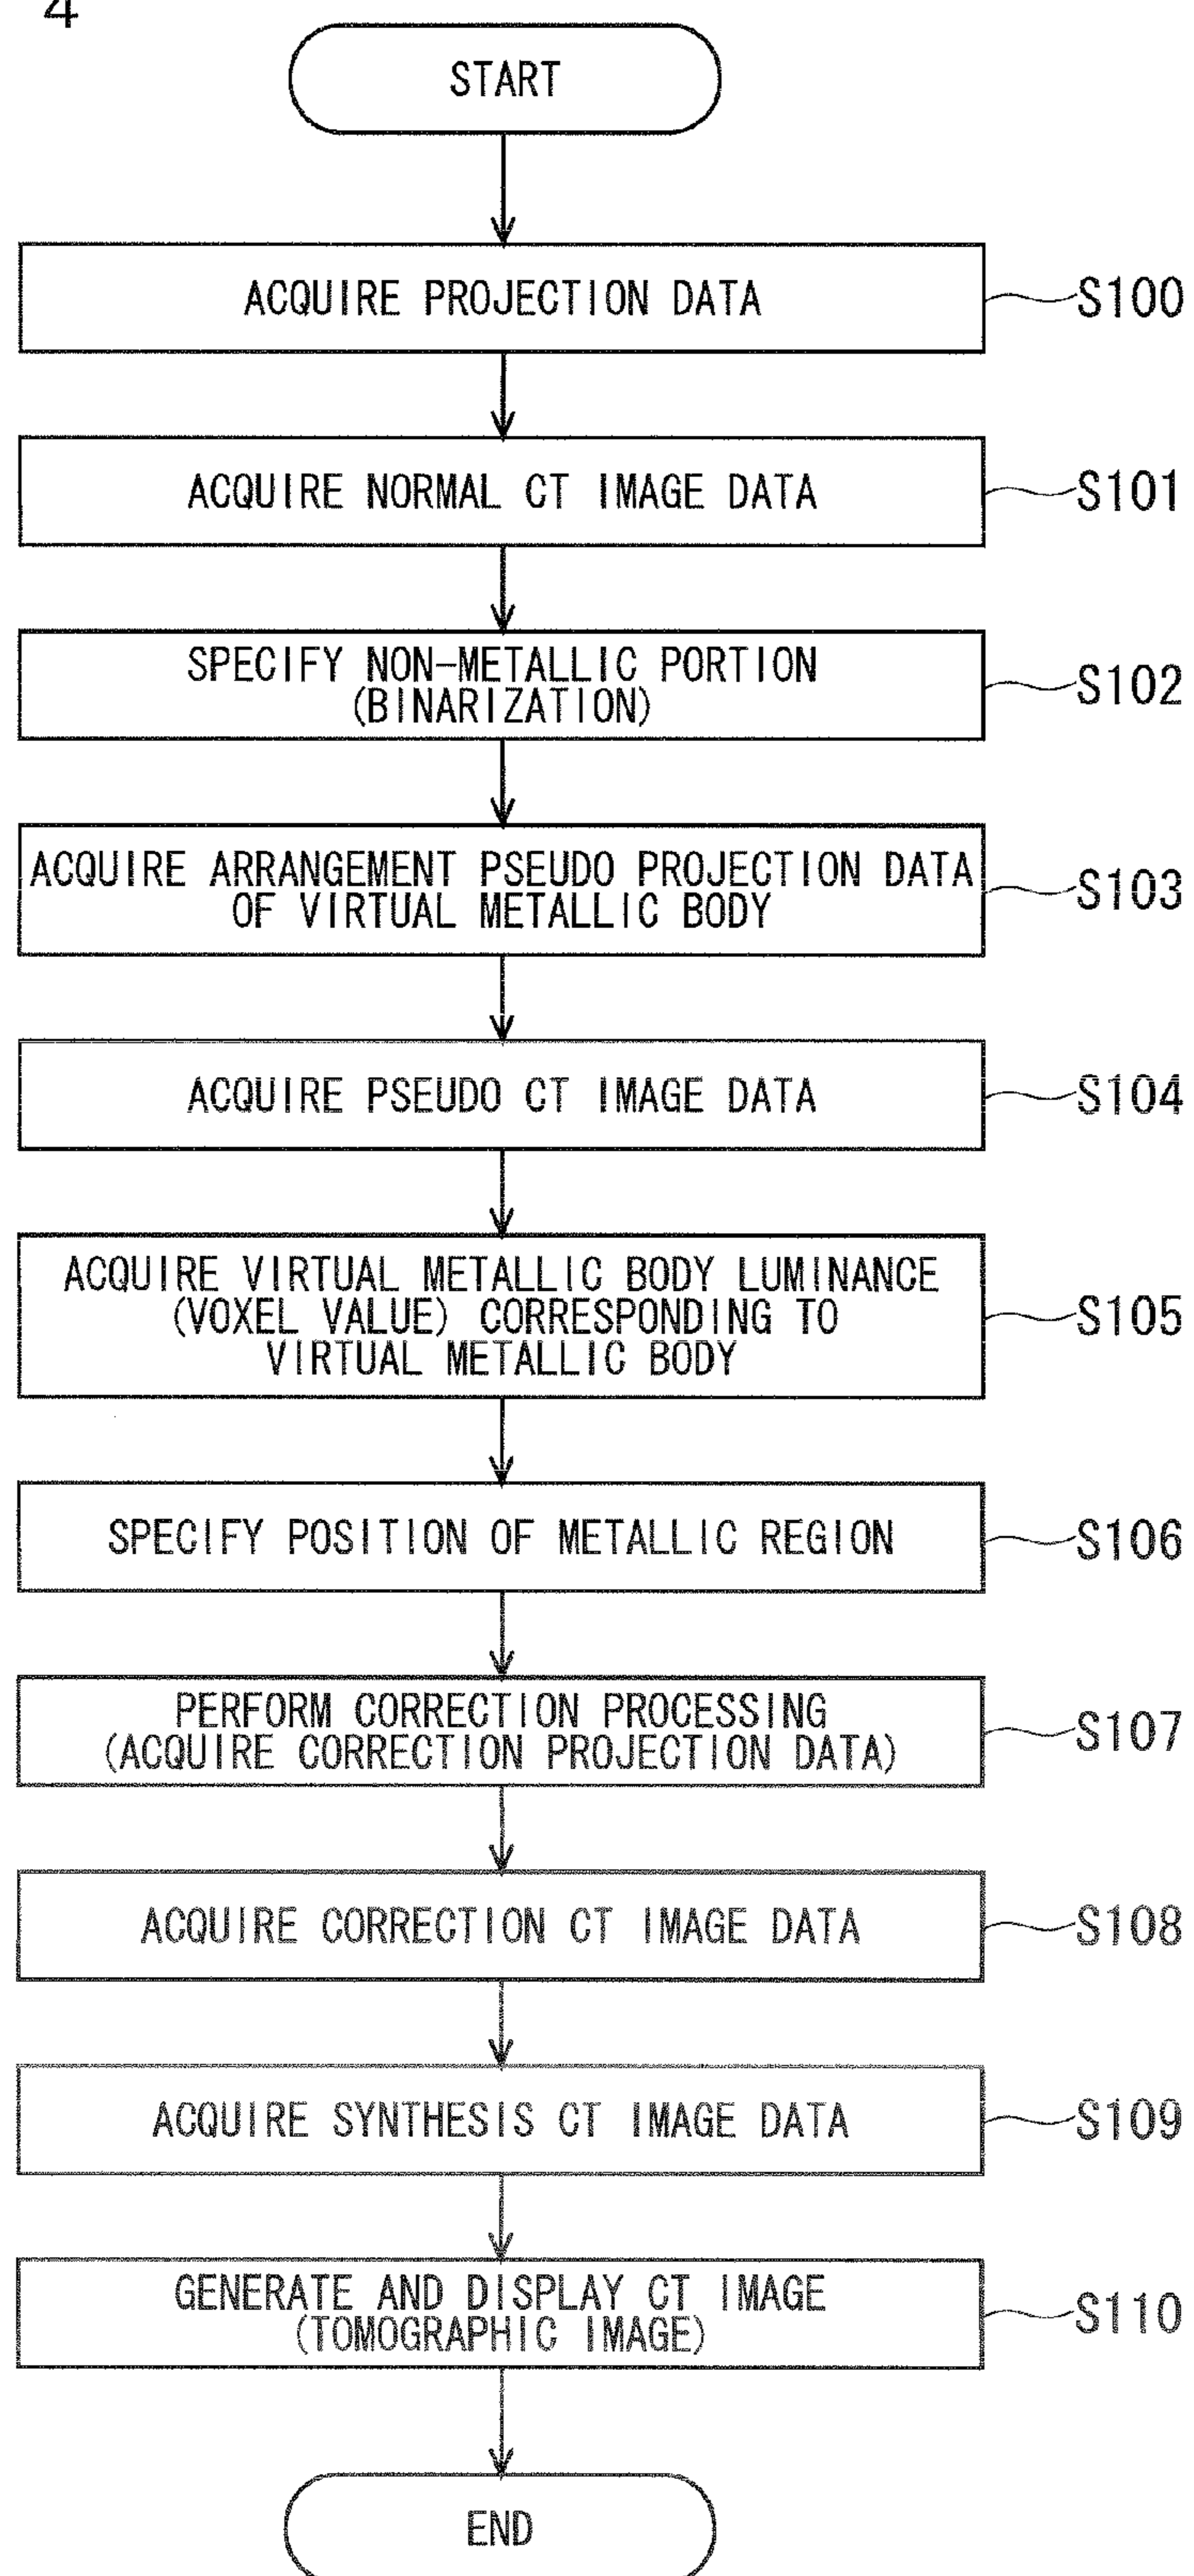 4
START
ACQUIRE PROJECTION DATA
S100
ACQUIRE NORMAL CT IMAGE DATA
S101
SPECIFY NON-METALLIC PORTION
(BINARIZATION)
S102
ACQUIRE ARRANGEMENT PSEUDO PROJECTION DATA
OF VIRTUAL METALLIC BODY
S103
ACQUIRE PSEUDO CT IMAGE DATA
S104
ACQUIRE VIRTUAL METALLIC BODY LUMINANCE
(VOXEL VALUE) CORRESPONDING TO
VIRTUAL METALLIC BODY
S105
SPECIFY POSITION OF METALLIC REGION
S106
PERFORM CORRECTION PROCESSING
(ACQUIRE CORRECTION PROJECTION DATA)
S107
ACQUIRE CORRECTION CT IMAGE DATA
S108
ACQUIRE SYNTHESIS CT IMAGE DATA
S109
GENERATE AND DISPLAY CT IMAGE
(TOMOGRAPHIC IMAGE)
S110
END